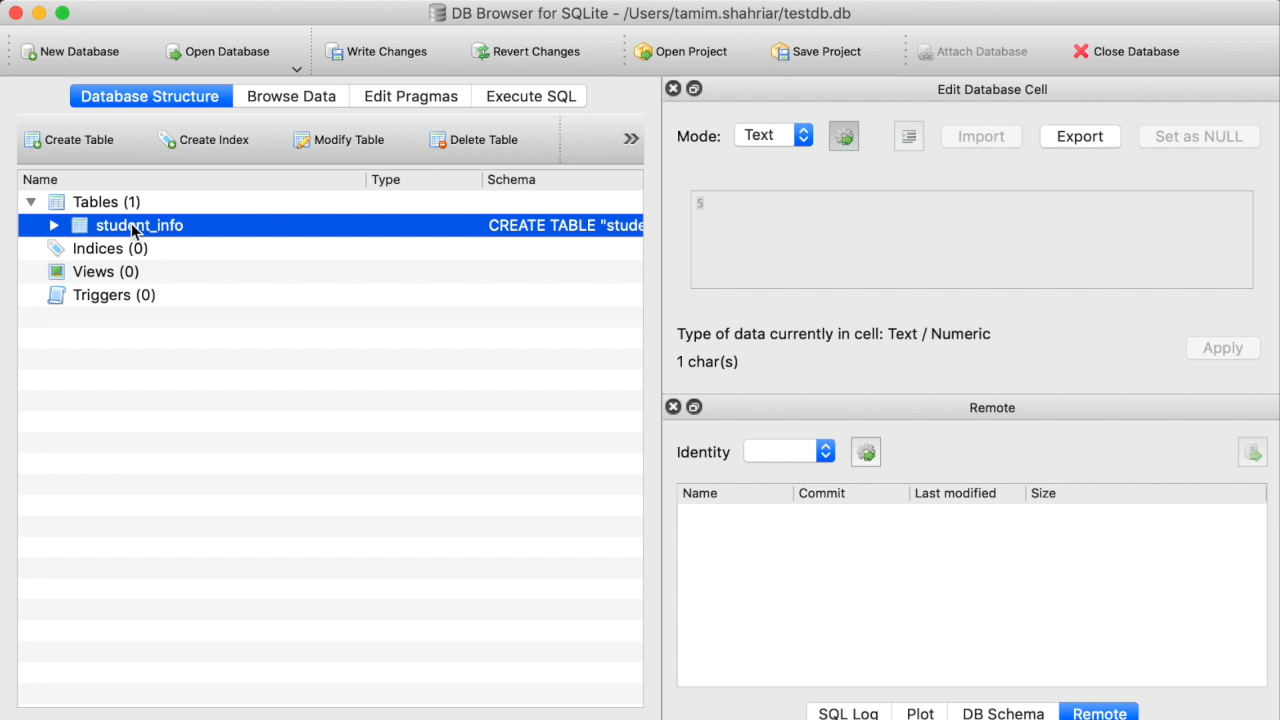 DB Browser for SQLite - /Users/tamim.shahriar/testdb.db
New Database Open Database Write Changes Revert Changes Open Project Save Project Attach Database Close Database
Database Structure Browse Data Edit Pragmas Execute SQL
Create Table Create Index Modify Table Delete Table »
Name Type Schema
Tables (1)
student_info CREATE TABLE "stude
Indices (0)
Views (0)
Triggers (0)
Edit Database Cell
Mode: Text Import Export Set as NULL
5
Type of data currently in cell: Text / Numeric
1 char(s)
Apply
Remote
Identity
Name Commit Last modified Size
SQL Log Plot DB Schema Remote